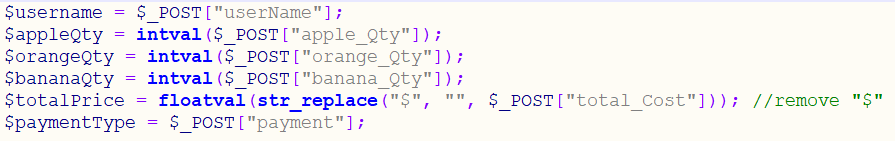 $username = $_POST["userName"];
$appleQty = intval($_POST["apple_Qty"]);
$orangeQty = intval($_POST["orange_Qty"]);
$bananaQty = intval($_POST["banana_Qty"]);
$totalPrice = floatval(str_replace("$", "", $_POST["total_Cost"])); //remove "$"
$paymentType = $_POST["payment"];